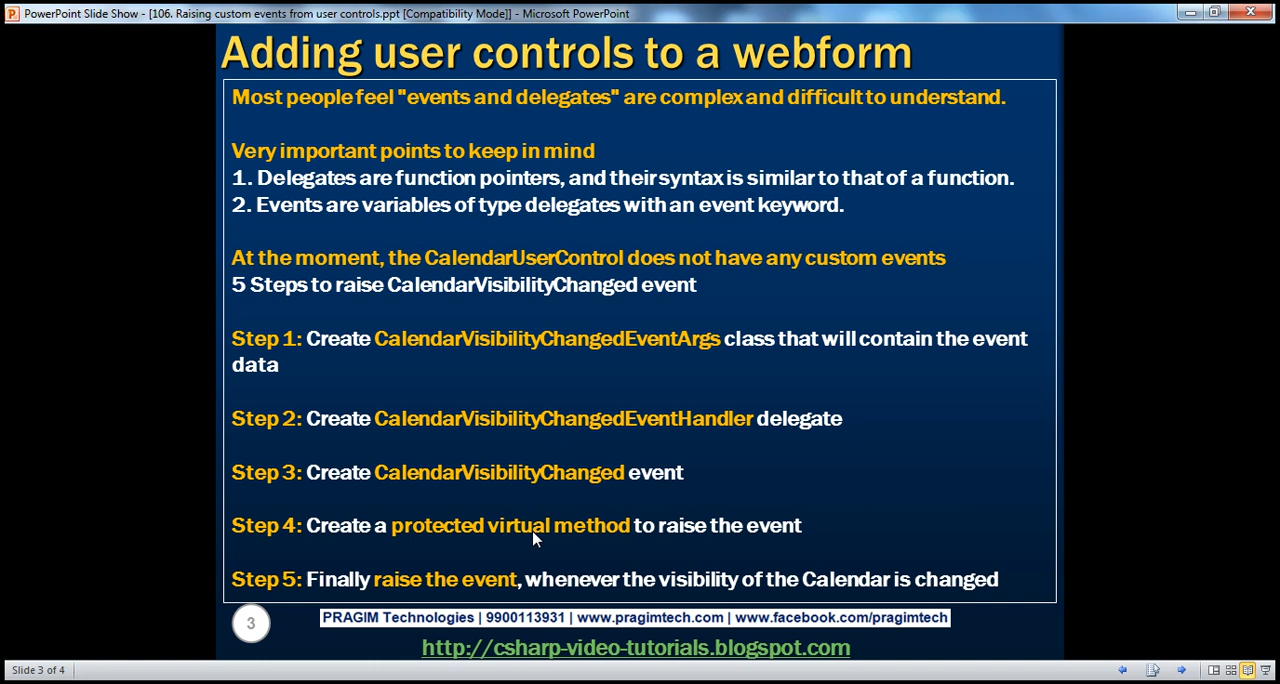 PowerPoint Slide Show - [106. Raising custom events from user controls.ppt [Compatibility Mode]] - Microsoft PowerPoint
Adding user controls to a webform
Most people feel "events and delegates" are complex and difficult to understand.
Very important points to keep in mind
1. Delegates are function pointers, and their syntax is similar to that of a function.
2. Events are variables of type delegates with an event keyword.
At the moment, the CalendarUserControl does not have any custom events
5 Steps to raise CalendarVisibilityChanged event
Step 1: Create CalendarVisibilityChangedEventArgs class that will contain the event
data
Step 2: Create CalendarVisibilityChangedEventHandler delegate
Step 3: Create CalendarVisibilityChanged event
Step 4: Create a protected virtual method to raise the event
Step 5: Finally raise the event, whenever the visibility of the Calendar is changed
3
PRAGIM Technologies | 9900113931 | www.pragimtech.com | www.facebook.com/pragimtech
http://csharp-video-tutorials.blogspot.com
Slide 3 of 4